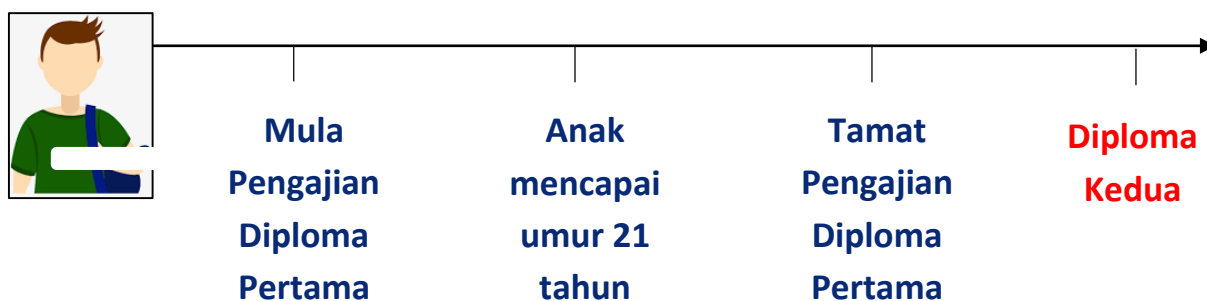 Mula
Pengajian
Diploma
Pertama
Anak
mencapai
umur 21
tahun
Tamat
Pengajian
Diploma
Pertama
Diploma
Kedua